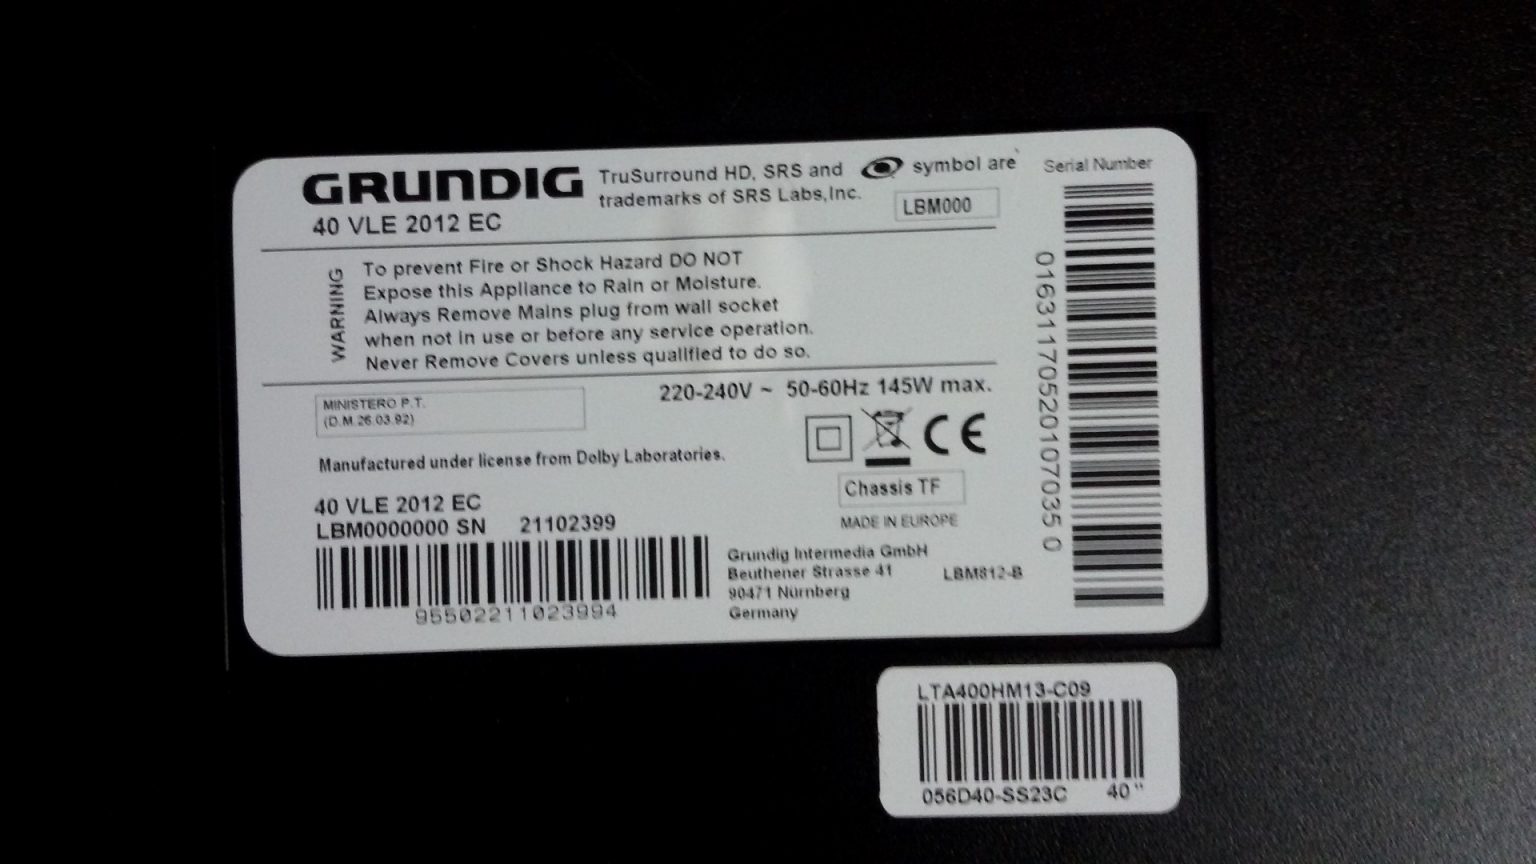 GRUNDIG
40 VLE 2012 EC
TruSurround HD, SRS and symbol are
trademarks of SRS Labs,Inc.
LBM000
Serial Number
WARNING
To prevent Fire or Shock Hazard DO NOT
Expose this Appliance to Rain or Moisture.
Always Remove Mains plug from wall socket
when not in use or before any service operation.
Never Remove Covers unless qualified to do so.
01631170520107035 0
MINISTERO P.T.
(D.M 26.03.92)
220-240V ~ 50-60Hz 145W max.
CE
Manufactured under license from Dolby Laboratories.
Chassis TF
MADE IN EUROPE
40 VLE 2012 EC
LBM0000000 SN 21102399
95502211023994
Grundig Intermedia GmbH
Beuthener Strasse 41
90471 Nürnberg
Germany
LBM812-B
LTA400HM13-C09
056D40-SS23C 40"